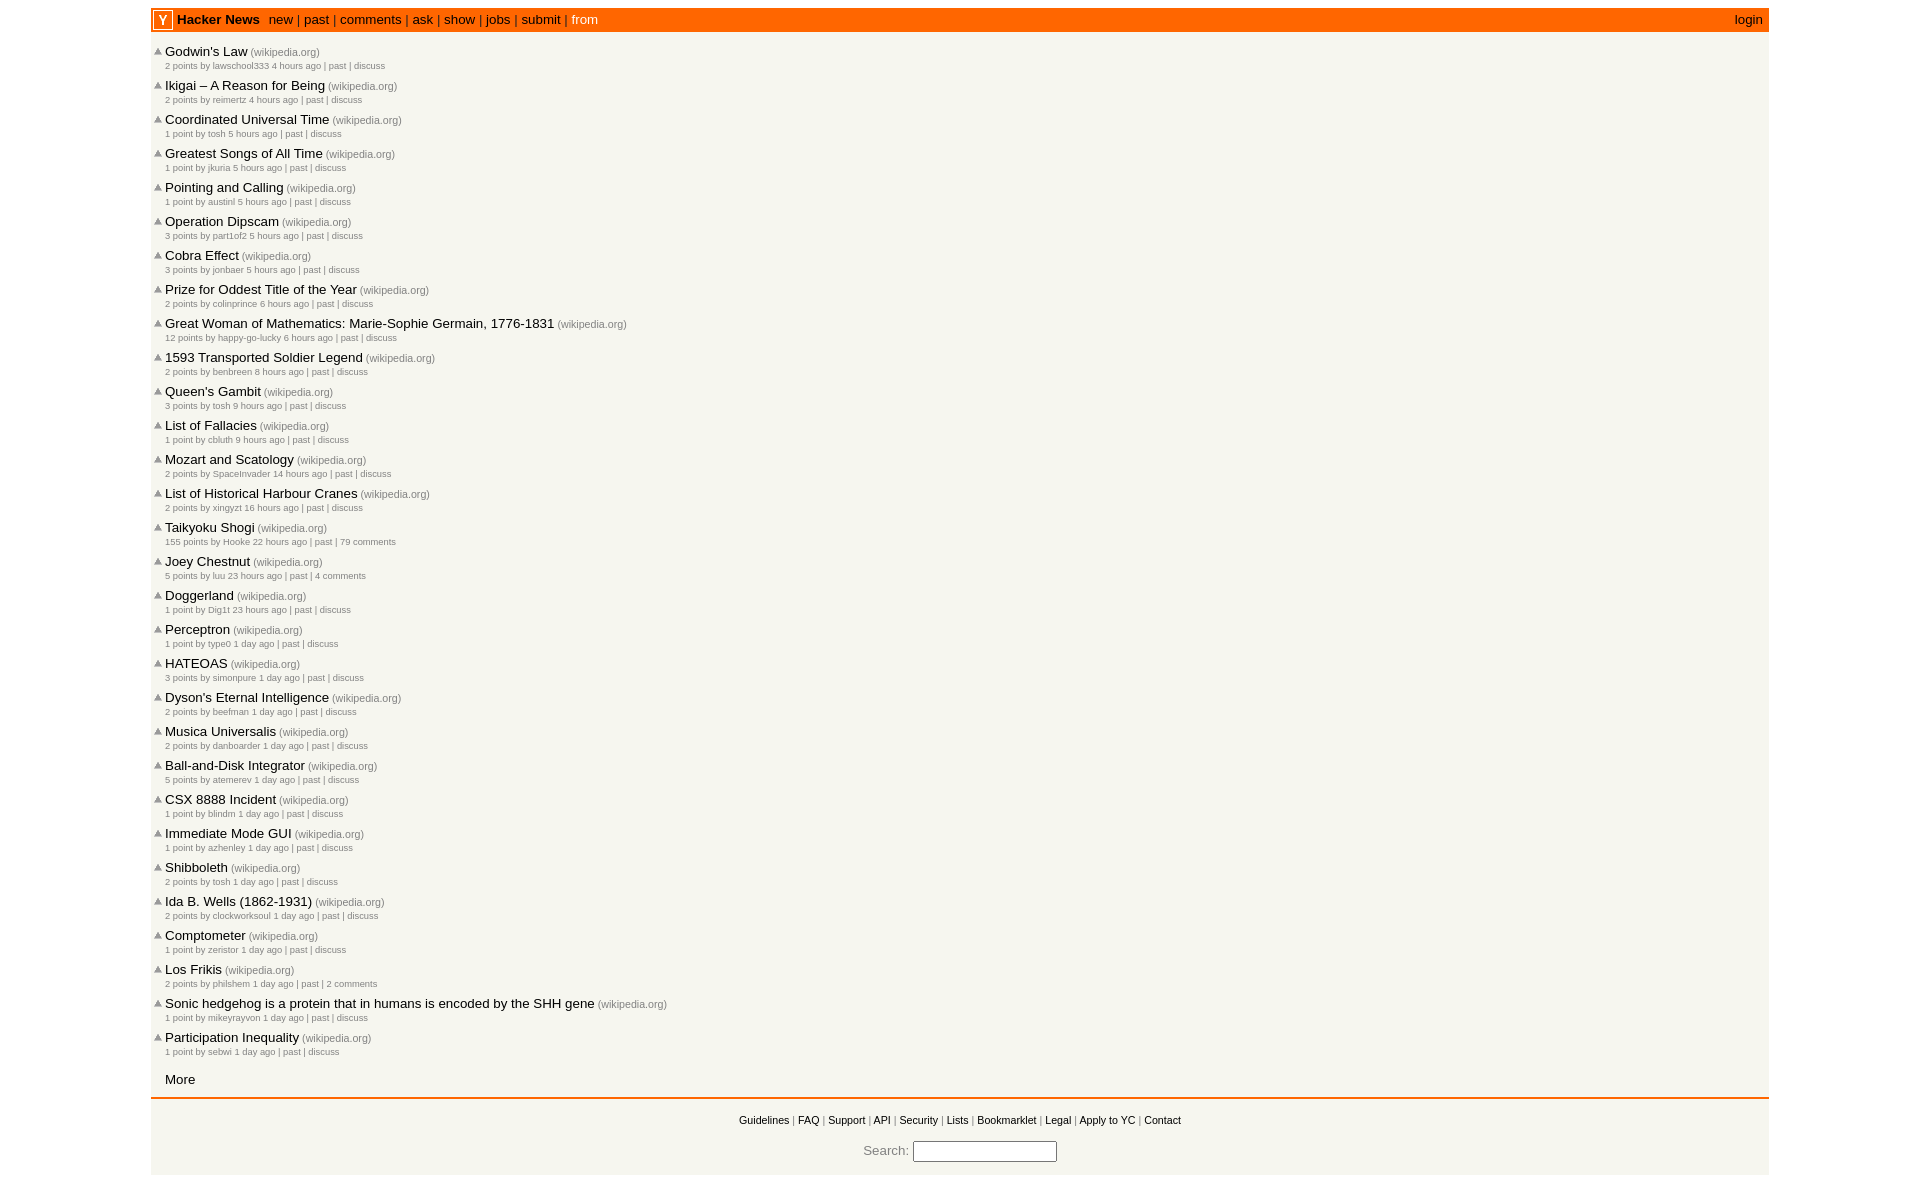 Y Hacker News new | past | comments | ask | show | jobs | submit | from login
Godwin's Law (wikipedia.org)
2 points by lawschool333 4 hours ago | past | discuss
Ikigai – A Reason for Being (wikipedia.org)
2 points by reimertz 4 hours ago | past | discuss
Coordinated Universal Time (wikipedia.org)
1 point by tosh 5 hours ago | past | discuss
Greatest Songs of All Time (wikipedia.org)
1 point by jkuria 5 hours ago | past | discuss
Pointing and Calling (wikipedia.org)
1 point by austinl 5 hours ago | past | discuss
Operation Dipscam (wikipedia.org)
3 points by part1of2 5 hours ago | past | discuss
Cobra Effect (wikipedia.org)
3 points by jonbaer 5 hours ago | past | discuss
Prize for Oddest Title of the Year (wikipedia.org)
2 points by colinprince 6 hours ago | past | discuss
Great Woman of Mathematics: Marie-Sophie Germain, 1776-1831 (wikipedia.org)
12 points by happy-go-lucky 6 hours ago | past | discuss
1593 Transported Soldier Legend (wikipedia.org)
2 points by benbreen 8 hours ago | past | discuss
Queen's Gambit (wikipedia.org)
3 points by tosh 9 hours ago | past | discuss
List of Fallacies (wikipedia.org)
1 point by cbluth 9 hours ago | past | discuss
Mozart and Scatology (wikipedia.org)
2 points by SpaceInvader 14 hours ago | past | discuss
List of Historical Harbour Cranes (wikipedia.org)
2 points by xingyzt 16 hours ago | past | discuss
Taikyoku Shogi (wikipedia.org)
155 points by Hooke 22 hours ago | past | 79 comments
Joey Chestnut (wikipedia.org)
5 points by luu 23 hours ago | past | 4 comments
Doggerland (wikipedia.org)
1 point by Dig1t 23 hours ago | past | discuss
Perceptron (wikipedia.org)
1 point by type0 1 day ago | past | discuss
HATEOAS (wikipedia.org)
3 points by simonpure 1 day ago | past | discuss
Dyson's Eternal Intelligence (wikipedia.org)
2 points by beefman 1 day ago | past | discuss
Musica Universalis (wikipedia.org)
2 points by danboarder 1 day ago | past | discuss
Ball-and-Disk Integrator (wikipedia.org)
5 points by atemerev 1 day ago | past | discuss
CSX 8888 Incident (wikipedia.org)
1 point by blindm 1 day ago | past | discuss
Immediate Mode GUI (wikipedia.org)
1 point by azhenley 1 day ago | past | discuss
Shibboleth (wikipedia.org)
2 points by tosh 1 day ago | past | discuss
Ida B. Wells (1862-1931) (wikipedia.org)
2 points by clockworksoul 1 day ago | past | discuss
Comptometer (wikipedia.org)
1 point by zeristor 1 day ago | past | discuss
Los Frikis (wikipedia.org)
2 points by philshem 1 day ago | past | 2 comments
Sonic hedgehog is a protein that in humans is encoded by the SHH gene (wikipedia.org)
1 point by mikeyrayvon 1 day ago | past | discuss
Participation Inequality (wikipedia.org)
1 point by sebwi 1 day ago | past | discuss
More
Guidelines | FAQ | Support | API | Security | Lists | Bookmarklet | Legal | Apply to YC | Contact
Search: